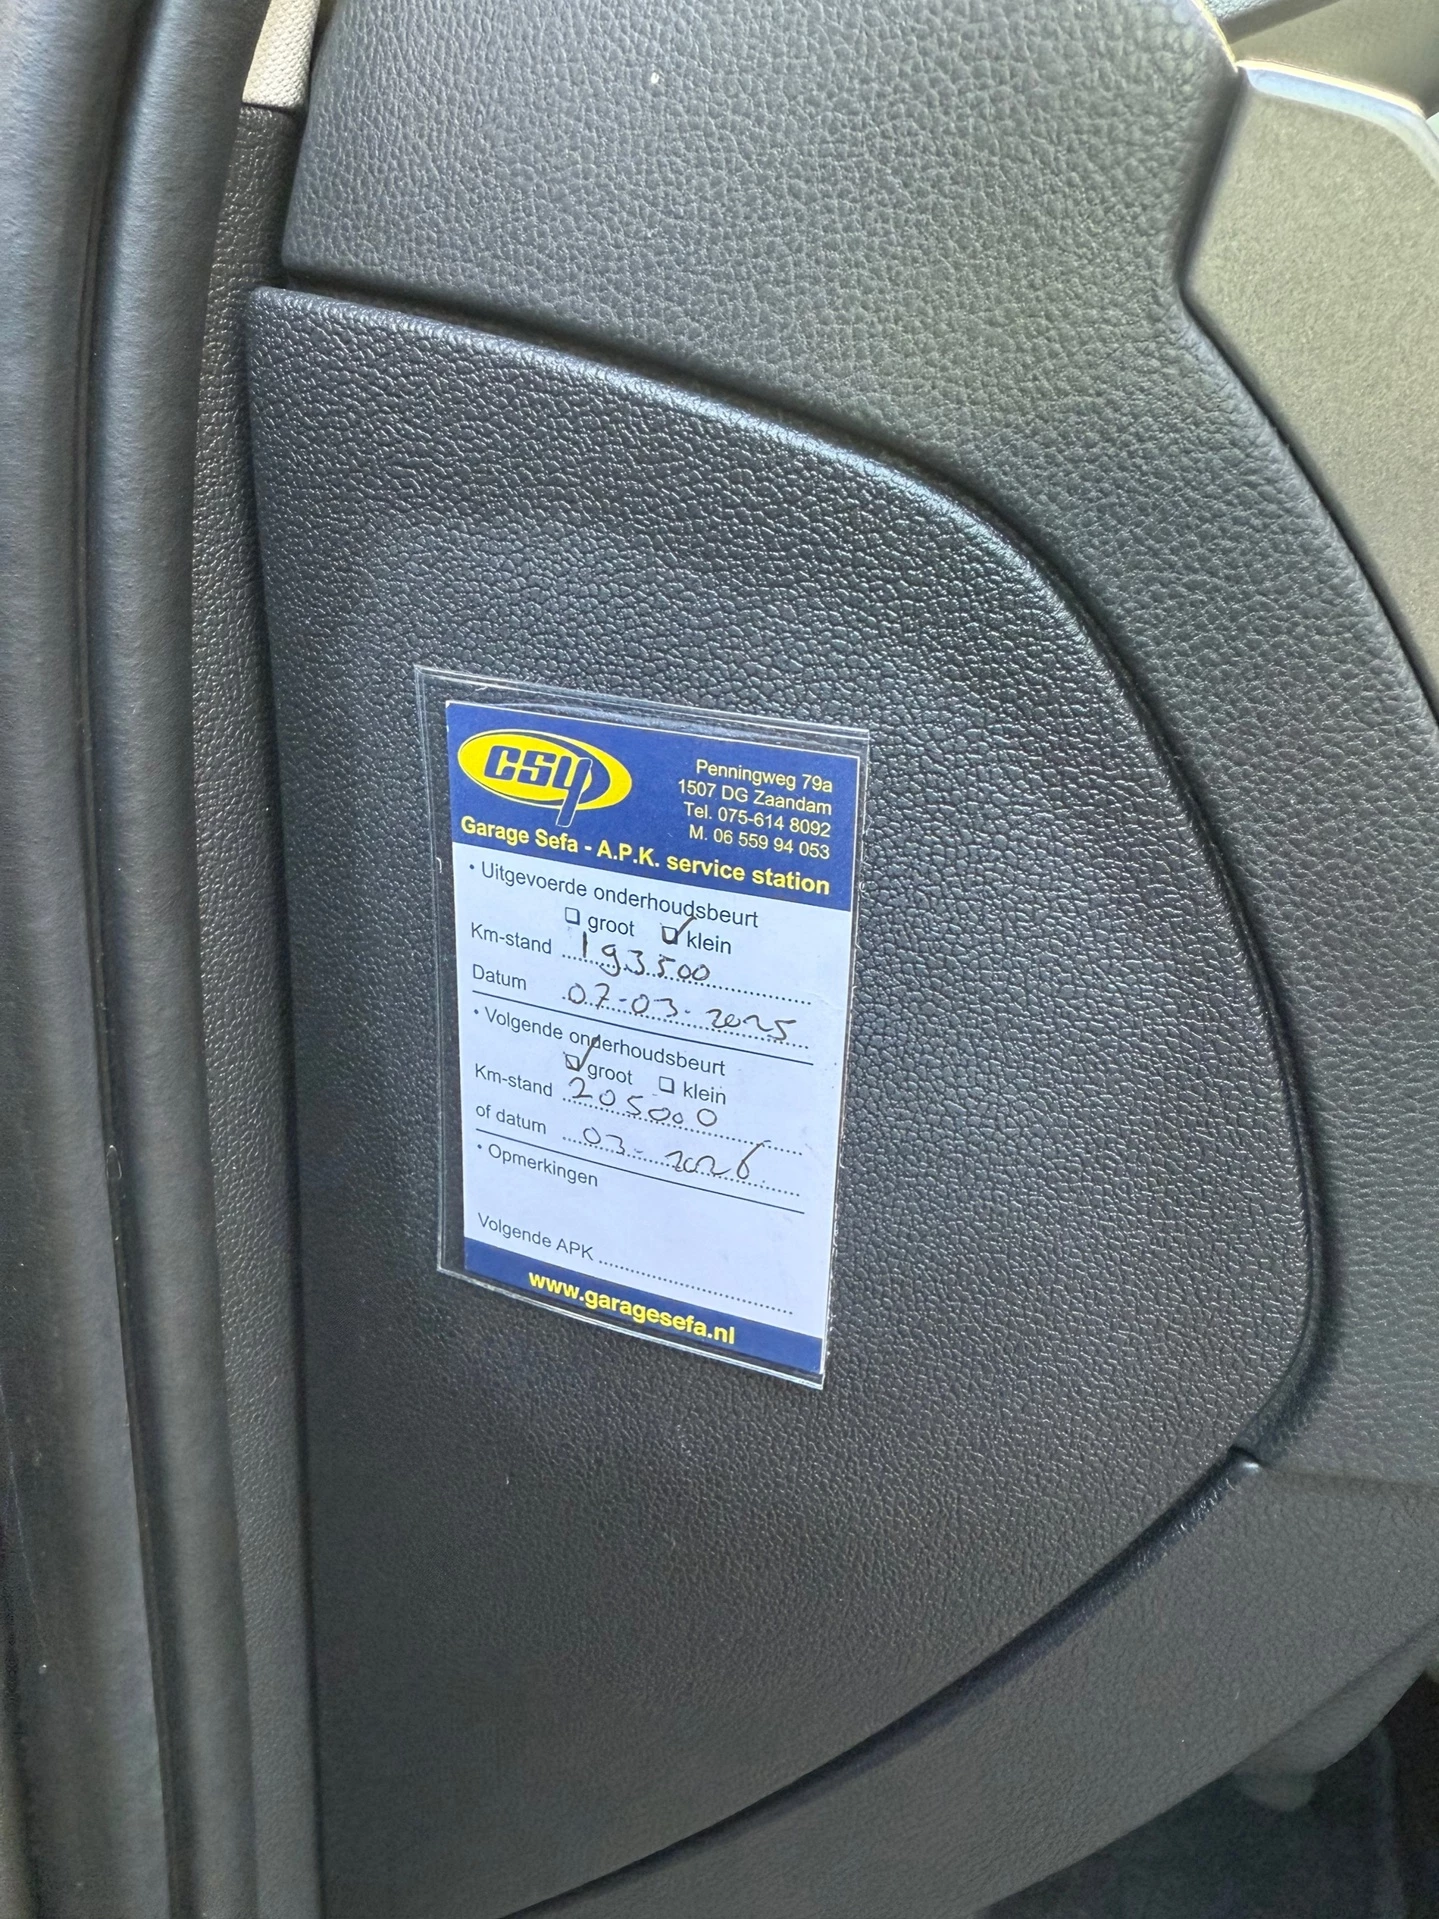 csy
Penningweg 79a
1507 DG Zaandam
Tel. 075-614 8092
M. 06 559 94 053
Garage Sefa - A.P.K. service station
• Uitgevoerde onderhoudsbeurt
groot klein
Km-stand 193500
Datum 07-03-2025
• Volgende onderhoudsbeurt
groot klein
Km-stand 205000
of datum 03-2026
• Opmerkingen
Volgende APK
www.garagesefa.nl